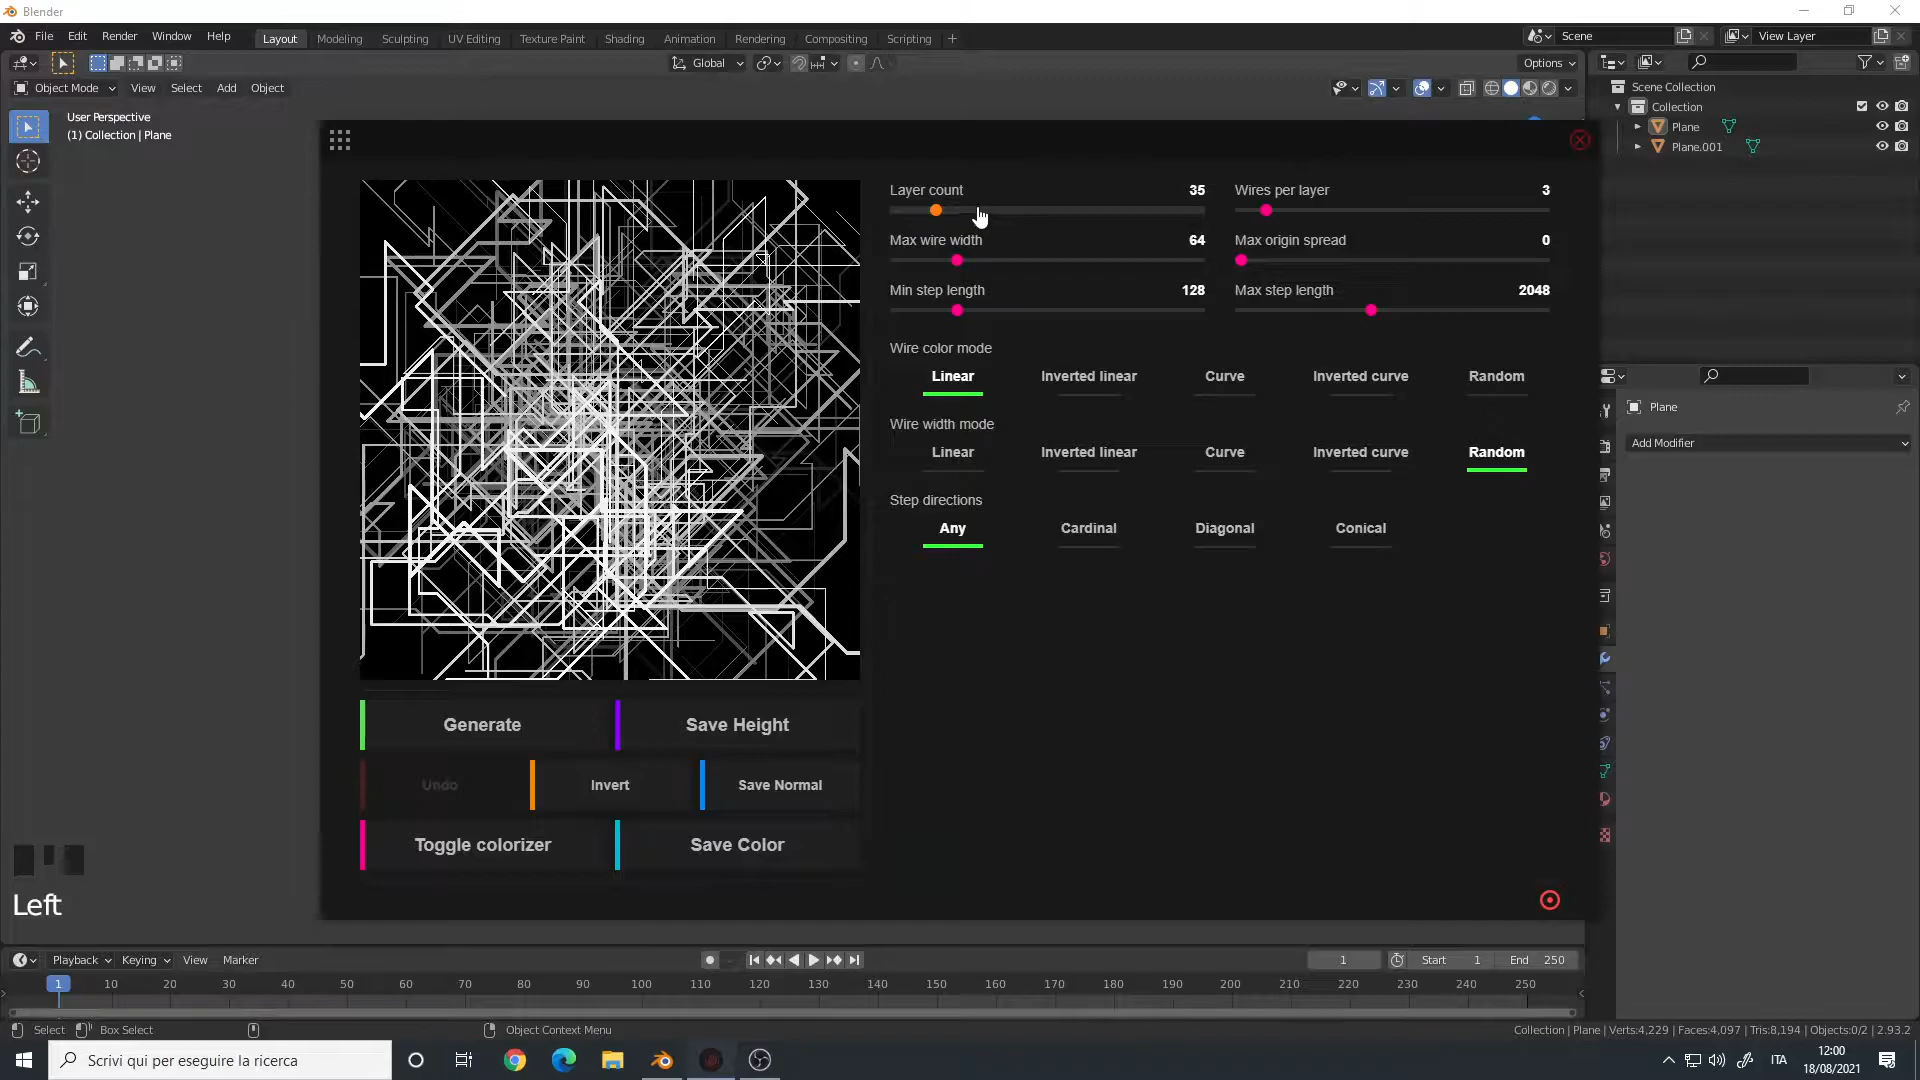 Blender
File Edit Render Window Help
Layout Modeling Sculpting UV Editing Texture Paint Shading Animation Rendering Compositing Scripting +
Scene
View Layer
Global
Options
Object Mode View Select Add Object
User Perspective
(1) Collection | Plane
Scene Collection
Collection
Plane
Plane.001
Layer count 35
Wires per layer 3
Max wire width 64
Max origin spread 0
Min step length 128
Max step length 2048
Wire color mode
Linear Inverted linear Curve Inverted curve Random
Wire width mode
Linear Inverted linear Curve Inverted curve Random
Step directions
Any Cardinal Diagonal Conical
Plane
Add Modifier
Generate Save Height
Undo Invert Save Normal
Toggle colorizer Save Color
Left
Playback Keying View Marker
1
Start 1
End 250
1 10 20 30 40 50 60 70 80 90 100 110 120 130 140 150 160 170 180 190 200 210 220 230 240 250
Select Box Select Object Context Menu
Collection | Plane | Verts:4,229 | Faces:4,097 | Tris:8,194 | Objects:0/2 | 2.93.2
Scrivi qui per eseguire la ricerca
ITA
12:00
18/08/2021